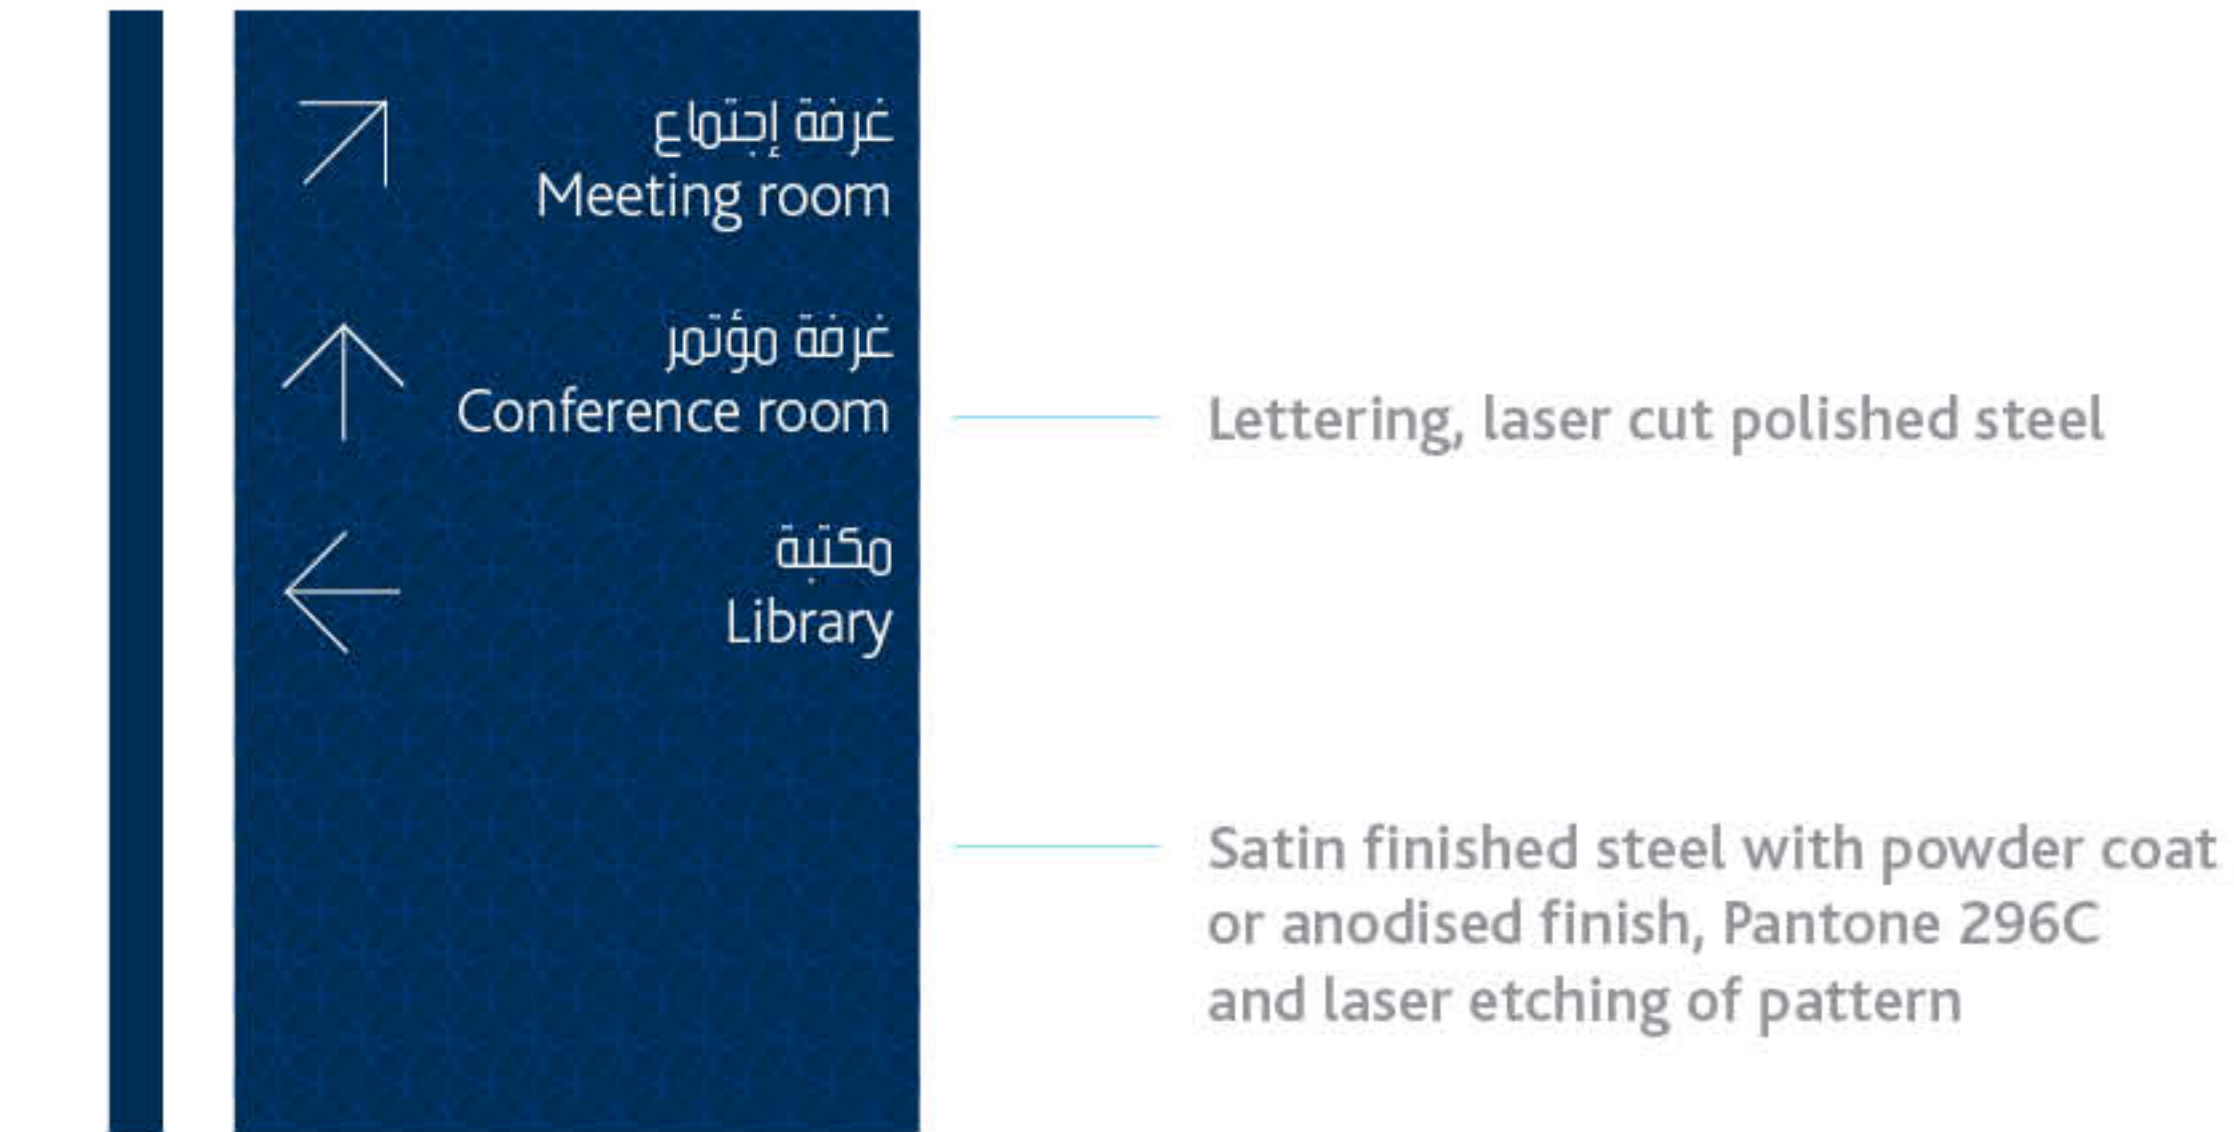 غرفة إجتماع
Meeting room
غرفة مؤتمر
Conference room
مكتبة
Library
Lettering, laser cut polished steel
Satin finished steel with powder coat
or anodised finish, Pantone 296C
and laser etching of pattern